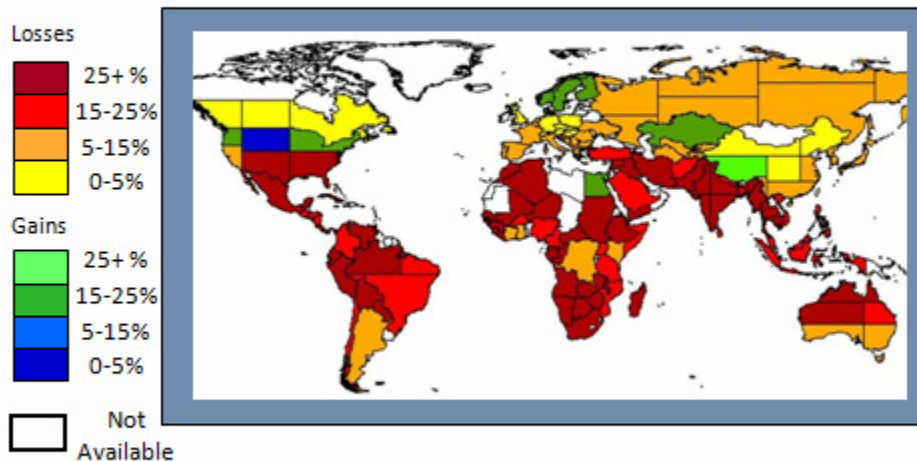 Losses
25+ %
15-25%
5-15%
0-5%
Gains
25+ %
15-25%
5-15%
0-5%
Not
Available